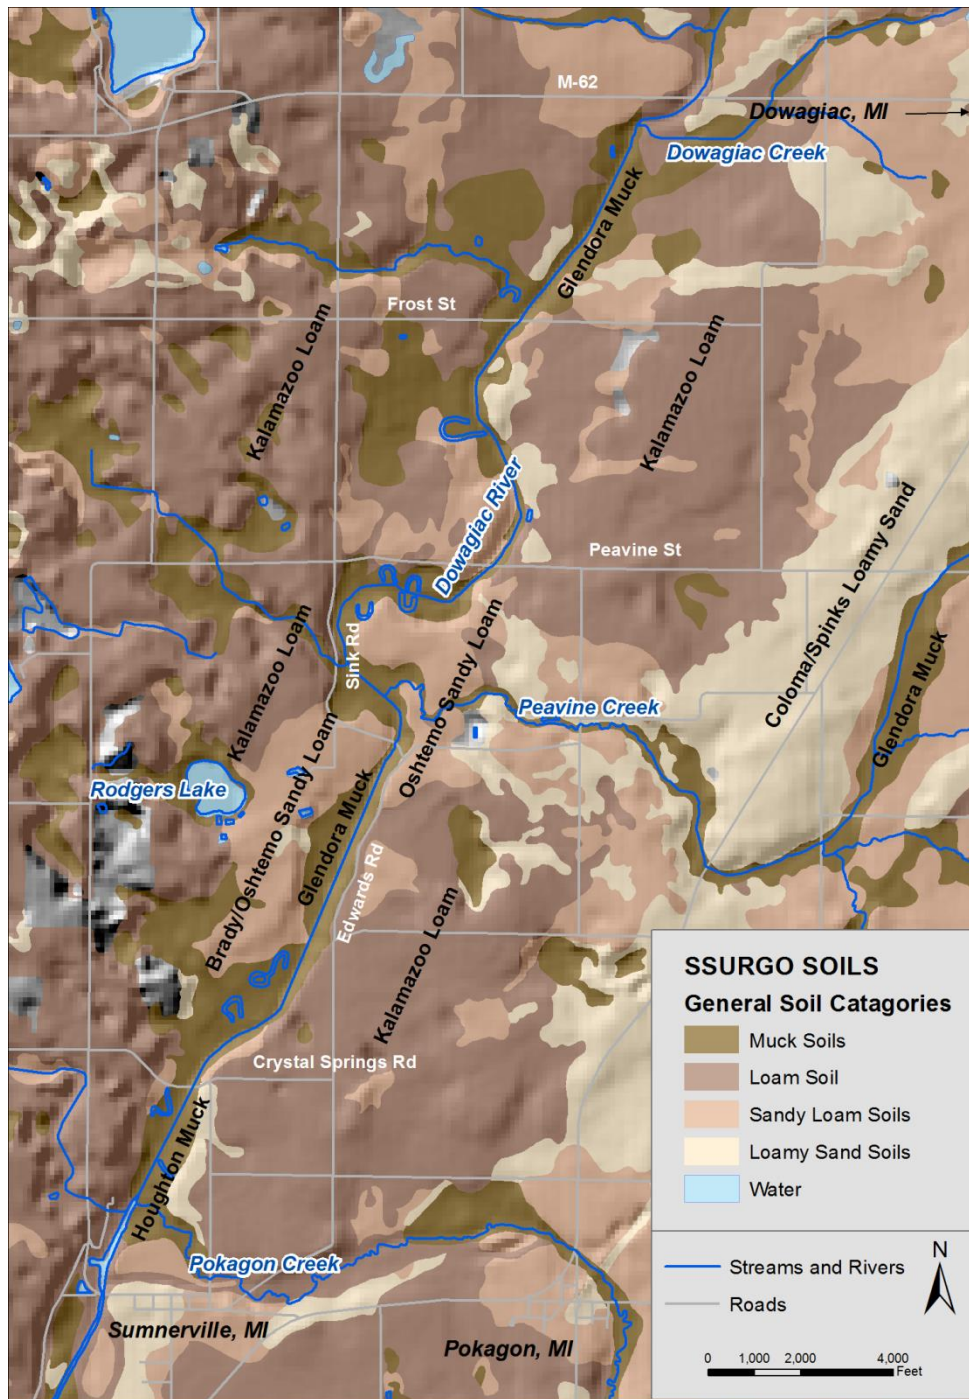 M-62
Dowagiac, MI
Dowagiac Creek
Glendora Muck
Frost St
Kalamazoo Loam
Kalamazoo Loam
Dowagiac River
Peavine St
Coloma/Spinks Loamy Sand
Kalamazoo Loam
Sink Rd
Oshtemo Sandy Loam
Peavine Creek
Glendora Muck
Rodgers Lake
Brady/Oshtemo Sandy Loam
Glendora Muck
Edwards Rd
Kalamazoo Loam
Crystal Springs Rd
Houghton Muck
Pokagon Creek
Sumnerville, MI
Pokagon, MI
SSURGO SOILS
General Soil Catagories
Muck Soils
Loam Soil
Sandy Loam Soils
Loamy Sand Soils
Water
Streams and Rivers
Roads
N
0 1,000 2,000 4,000
Feet